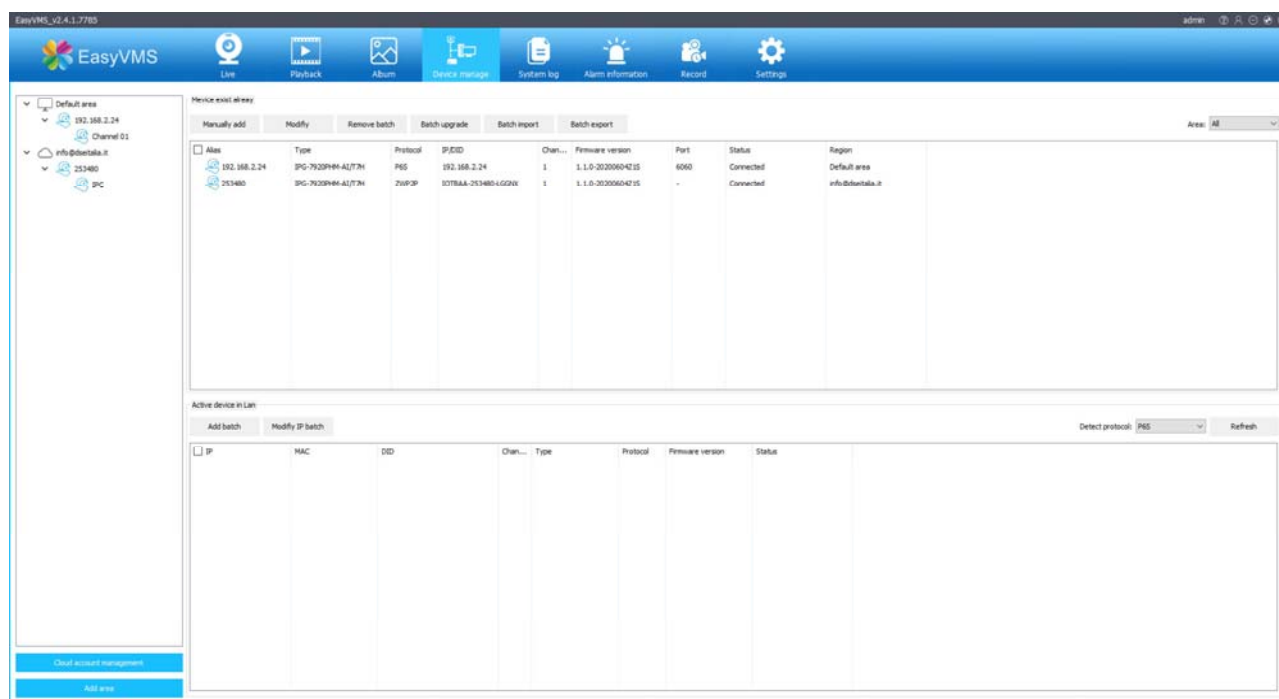 EasyVMS_v2.4.1.7785 admin
EasyVMS
Live Playback Album Device manage System log Alarm information Record Settings
Default area
192.168.2.24
Channel 01
info@dseitalia.it
253480
IPC
Mevice exist alreay
Manually add Modifly Remove batch Batch upgrade Batch import Batch export Area: All
Alias Type Protocol IP/DID Chan... Firmware version Port Status Region
192.168.2.24 IPG-7920PHM-AI/T7H P6S 192.168.2.24 1 1.1.0-20200604Z1S 6060 Connected Default area
253480 IPG-7920PHM-AI/T7H ZWP2P 1 1.1.0-20200604Z1S - Connected info@dseitalia.it
Active device in Lan
Add batch Modifly IP batch Detect protocol: P6S Refresh
IP MAC DID Chan... Type Protocol Firmware version Status
Cloud account management
Add area